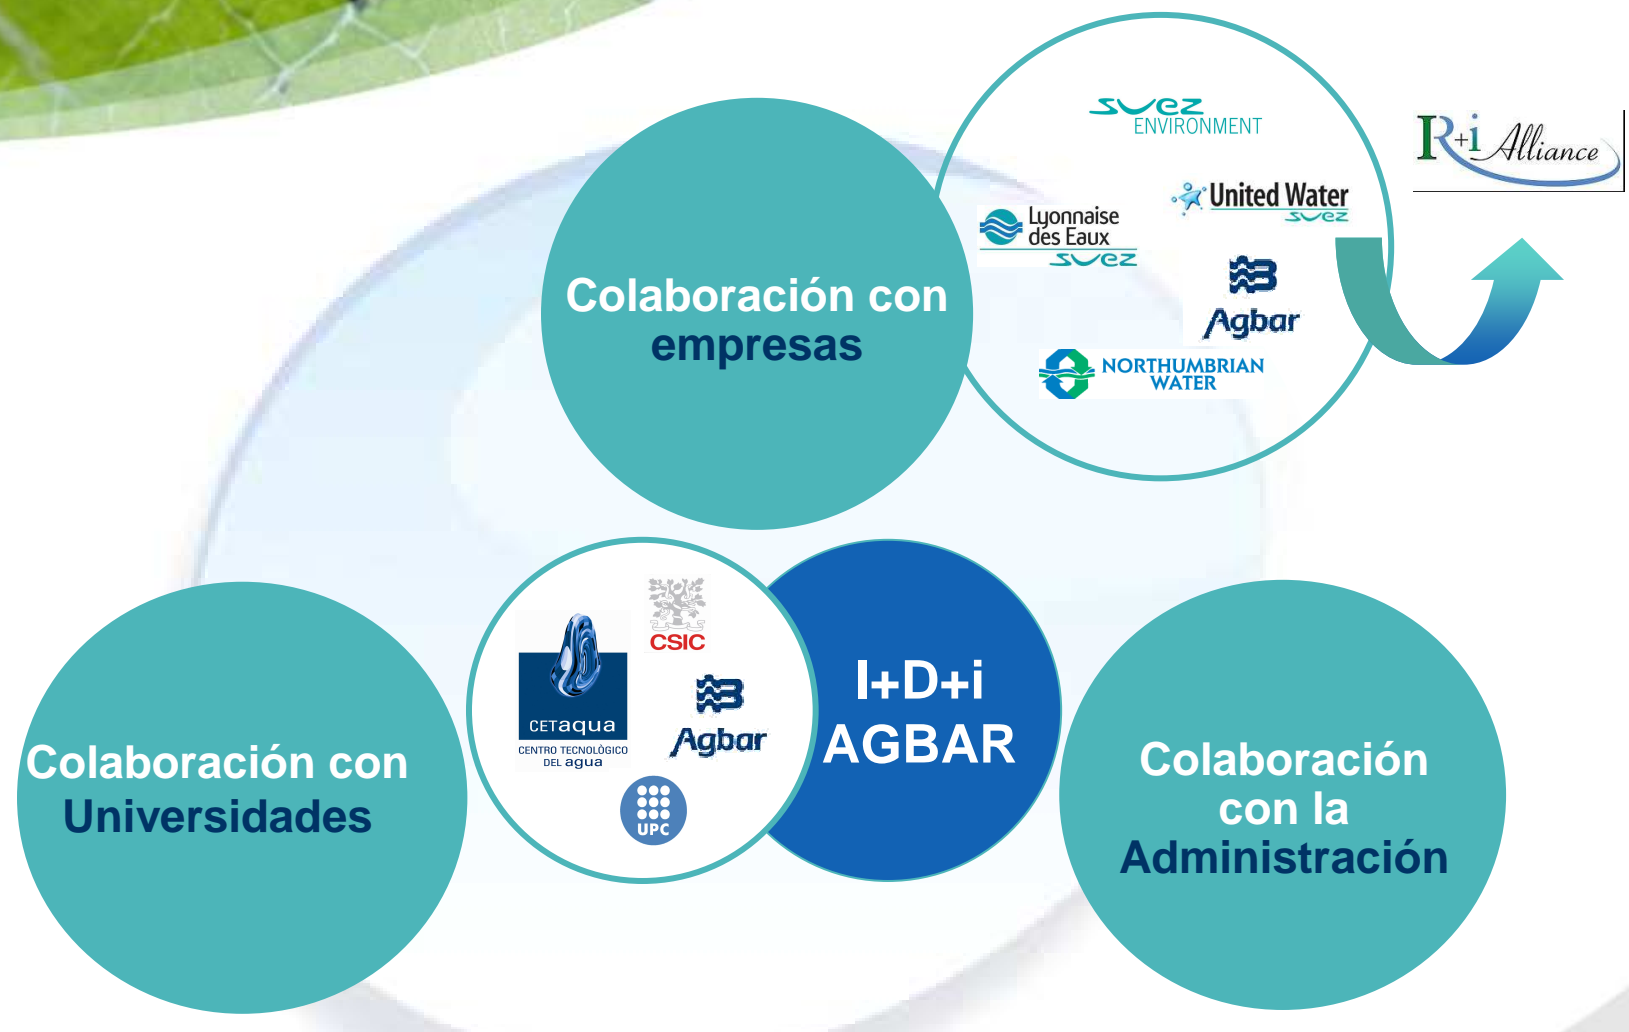 suez
ENVIRONMENT
R+i Alliance
United Water
suez
Lyonnaise
des Eaux
suez
Agbar
NORTHUMBRIAN
WATER
Colaboración con
empresas
CSIC
CETaqua
CENTRO TECNOLÒGICO
DEL agua
Agbar
UPC
I+D+i
AGBAR
Colaboración con
Universidades
Colaboración
con la
Administración